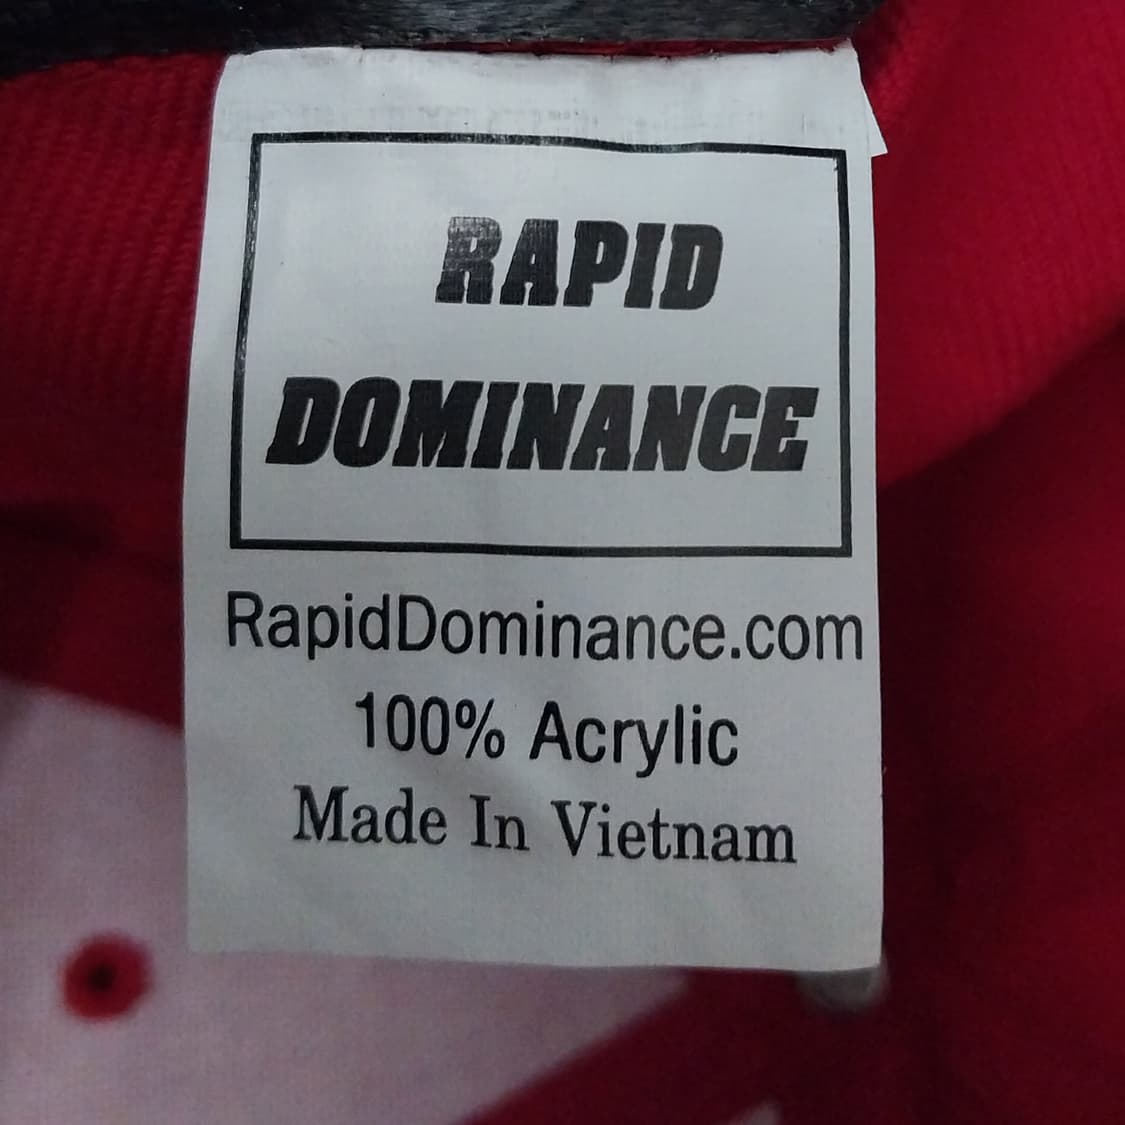 RAPID
DOMINANCE
RapidDominance.com
100% Acrylic
Made In Vietnam